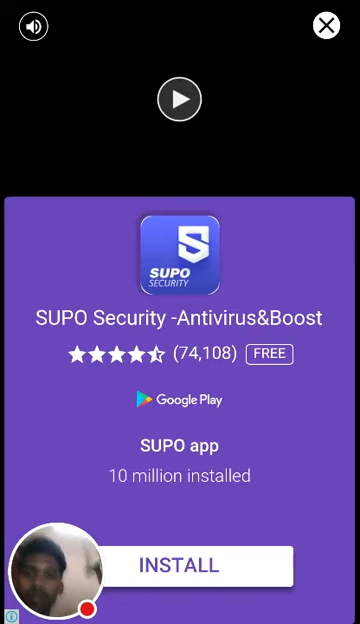 SUPO
SECURITY
SUPO Security -Antivirus&Boost
(74,108) FREE
Google Play
SUPO app
10 million installed
INSTALL